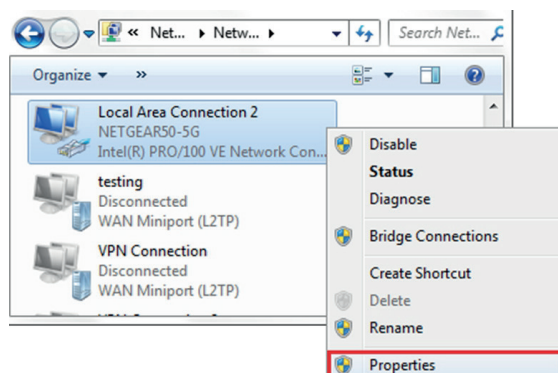 « Net... ▸ Netw... ▸ Search Net...
Organize ▾ »
Local Area Connection 2
NETGEAR50-5G
Intel(R) PRO/100 VE Network Con...
testing
Disconnected
WAN Miniport (L2TP)
VPN Connection
Disconnected
WAN Miniport (L2TP)
Disable
Status
Diagnose
Bridge Connections
Create Shortcut
Delete
Rename
Properties